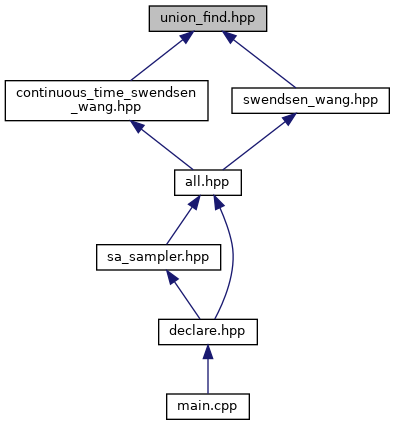 union_find.hpp
continuous_time_swendsen
_wang.hpp
swendsen_wang.hpp
all.hpp
sa_sampler.hpp
declare.hpp
main.cpp